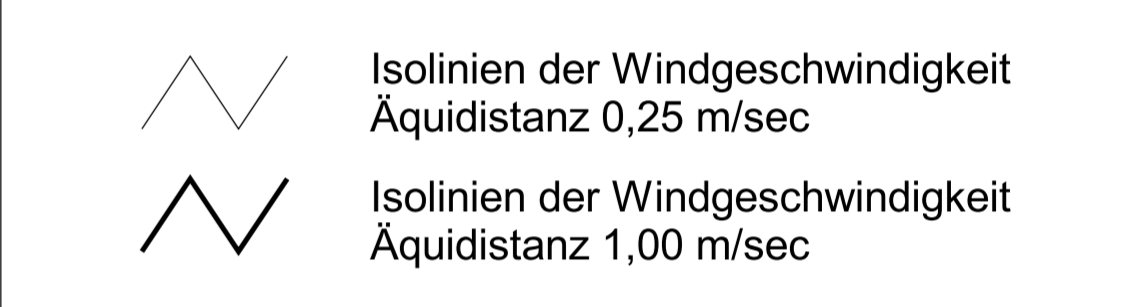 Isolinien der Windgeschwindigkeit
Äquidistanz 0,25 m/sec
Isolinien der Windgeschwindigkeit
Äquidistanz 1,00 m/sec